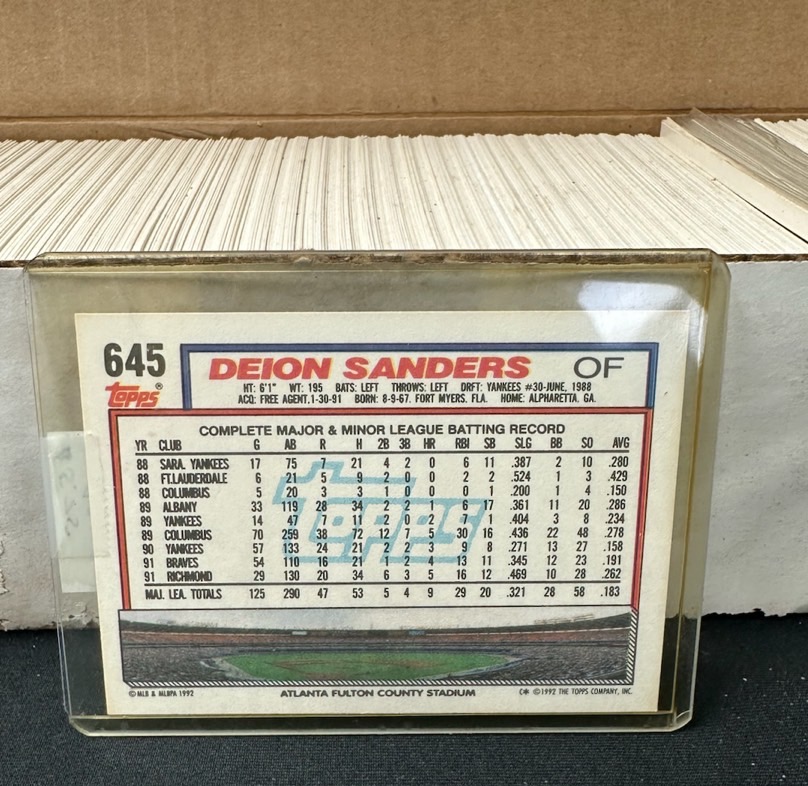 645 DEION SANDERS OF
Topps®
HT: 6'1" WT: 195 BATS: LEFT THROWS: LEFT DRFT: YANKEES #30-JUNE, 1988
ACQ: FREE AGENT,1-30-91 BORN: 8-9-67, FORT MYERS, FLA. HOME: ALPHARETTA, GA.
COMPLETE MAJOR & MINOR LEAGUE BATTING RECORD
YR CLUB G AB R H 2B 3B HR RBI SB SLG BB SO AVG
88 SARA. YANKEES 17 75 7 21 4 2 0 6 11 .387 2 10 .280
88 FT.LAUDERDALE 6 21 5 9 2 0 0 2 2 .524 1 3 .429
88 COLUMBUS 5 20 3 3 1 0 0 0 1 .200 1 4 .150
89 ALBANY 33 119 28 34 2 2 1 6 17 .361 11 20 .286
89 YANKEES 14 47 7 11 2 0 2 7 1 .404 3 8 .234
89 COLUMBUS 70 259 38 72 12 7 5 30 16 .436 22 48 .278
90 YANKEES 57 133 24 21 2 2 3 9 8 .271 13 27 .158
91 BRAVES 54 110 16 21 1 2 4 13 11 .345 12 23 .191
91 RICHMOND 29 130 20 34 6 3 5 16 12 .469 10 28 .262
MAJ. LEA. TOTALS 125 290 47 53 5 4 9 29 20 .321 28 58 .183
Topps
© MLB & MLBPA 1992 ATLANTA FULTON COUNTY STADIUM C* © 1992 THE TOPPS COMPANY, INC.